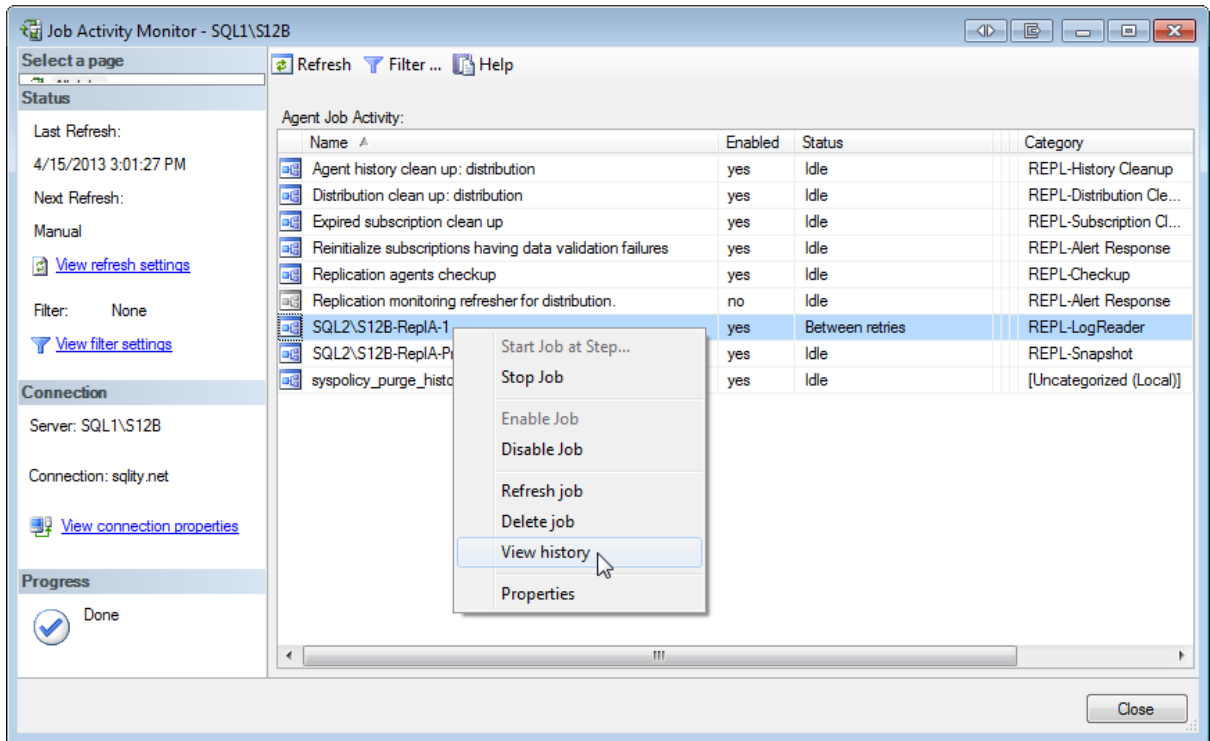 Job Activity Monitor - SQL1\S12B
Select a page
Status
Last Refresh:
4/15/2013 3:01:27 PM
Next Refresh:
Manual
View refresh settings
Filter: None
View filter settings
Connection
Server: SQL1\S12B
Connection: sqlity.net
View connection properties
Progress
Done
Refresh Filter ... Help
Agent Job Activity:
Name Enabled Status Category
Agent history clean up: distribution yes Idle REPL-History Cleanup
Distribution clean up: distribution yes Idle REPL-Distribution Cle...
Expired subscription clean up yes Idle REPL-Subscription Cl...
Reinitialize subscriptions having data validation failures yes Idle REPL-Alert Response
Replication agents checkup yes Idle REPL-Checkup
Replication monitoring refresher for distribution. no Idle REPL-Alert Response
SQL2\S12B-ReplA-1 yes Between retries REPL-LogReader
SQL2\S12B-ReplA-P yes Idle REPL-Snapshot
syspolicy_purge_histo yes Idle [Uncategorized (Local)]
Start Job at Step...
Stop Job
Enable Job
Disable Job
Refresh job
Delete job
View history
Properties
Close